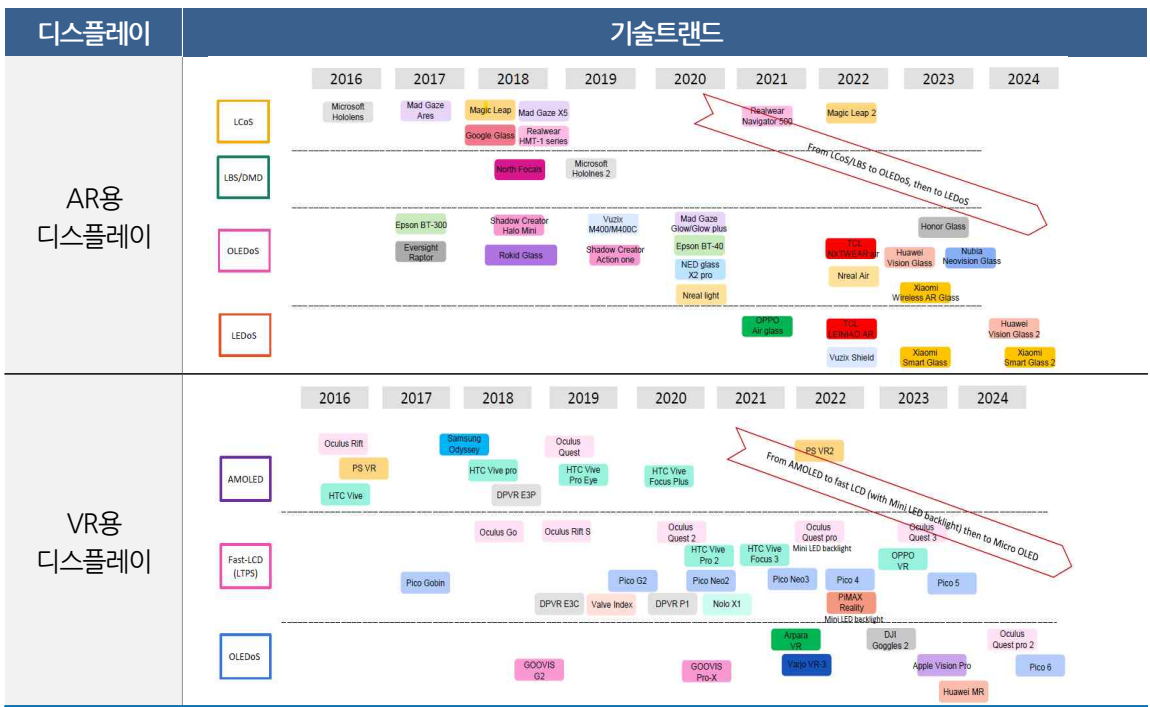 디스플레이
기술트랜드
AR용
디스플레이
2016 2017 2018 2019 2020 2021 2022 2023 2024
LCoS
Microsoft
Hololens
Mad Gaze
Ares
Magic Leap
Mad Gaze X5
Google Glass
Realwear
HMT-1 series
Realwear
Navigator 500
Magic Leap 2
From LCoS/LBS to OLEDoS, then to LEDoS
LBS/DMD
North Focals
Microsoft
Hololnes 2
OLEDoS
Epson BT-300
Eversight
Raptor
Shadow Creator
Halo Mini
Rokid Glass
Vuzix
M400/M400C
Shadow Creator
Action one
Mad Gaze
Glow/Glow plus
Epson BT-40
NED glass
X2 pro
Nreal light
TCL
NXTWEAR air
Nreal Air
Honor Glass
Huawei
Vision Glass
Nubia
Neovision Glass
Xiaomi
Wireless AR Glass
LEDoS
OPPO
Air glass
TCL
LEINIAO AR
Vuzix Shield
Xiaomi
Smart Glass
Huawei
Vision Glass 2
Xiaomi
Smart Glass 2
VR용
디스플레이
2016 2017 2018 2019 2020 2021 2022 2023 2024
AMOLED
Oculus Rift
PS VR
HTC Vive
Samsung
Odyssey
HTC Vive pro
DPVR E3P
Oculus
Quest
HTC Vive
Pro Eye
HTC Vive
Focus Plus
PS VR2
From AMOLED to fast LCD (with Mini LED backlight) then to Micro OLED
Fast-LCD
(LTPS)
Oculus Go
Oculus Rift S
Oculus
Quest 2
Oculus
Quest pro
Mini LED backlight
Oculus
Quest 3
HTC Vive
Pro 2
HTC Vive
Focus 3
OPPO
VR
Pico Gobin
Pico G2
Pico Neo2
Pico Neo3
Pico 4
Pico 5
DPVR E3C
Valve Index
DPVR P1
Nolo X1
PiMAX
Reality
Mini LED backlight
OLEDoS
GOOVIS
G2
GOOVIS
Pro-X
Arpara
VR
Varjo VR-3
DJI
Goggles 2
Apple Vision Pro
Huawei MR
Oculus
Quest pro 2
Pico 6